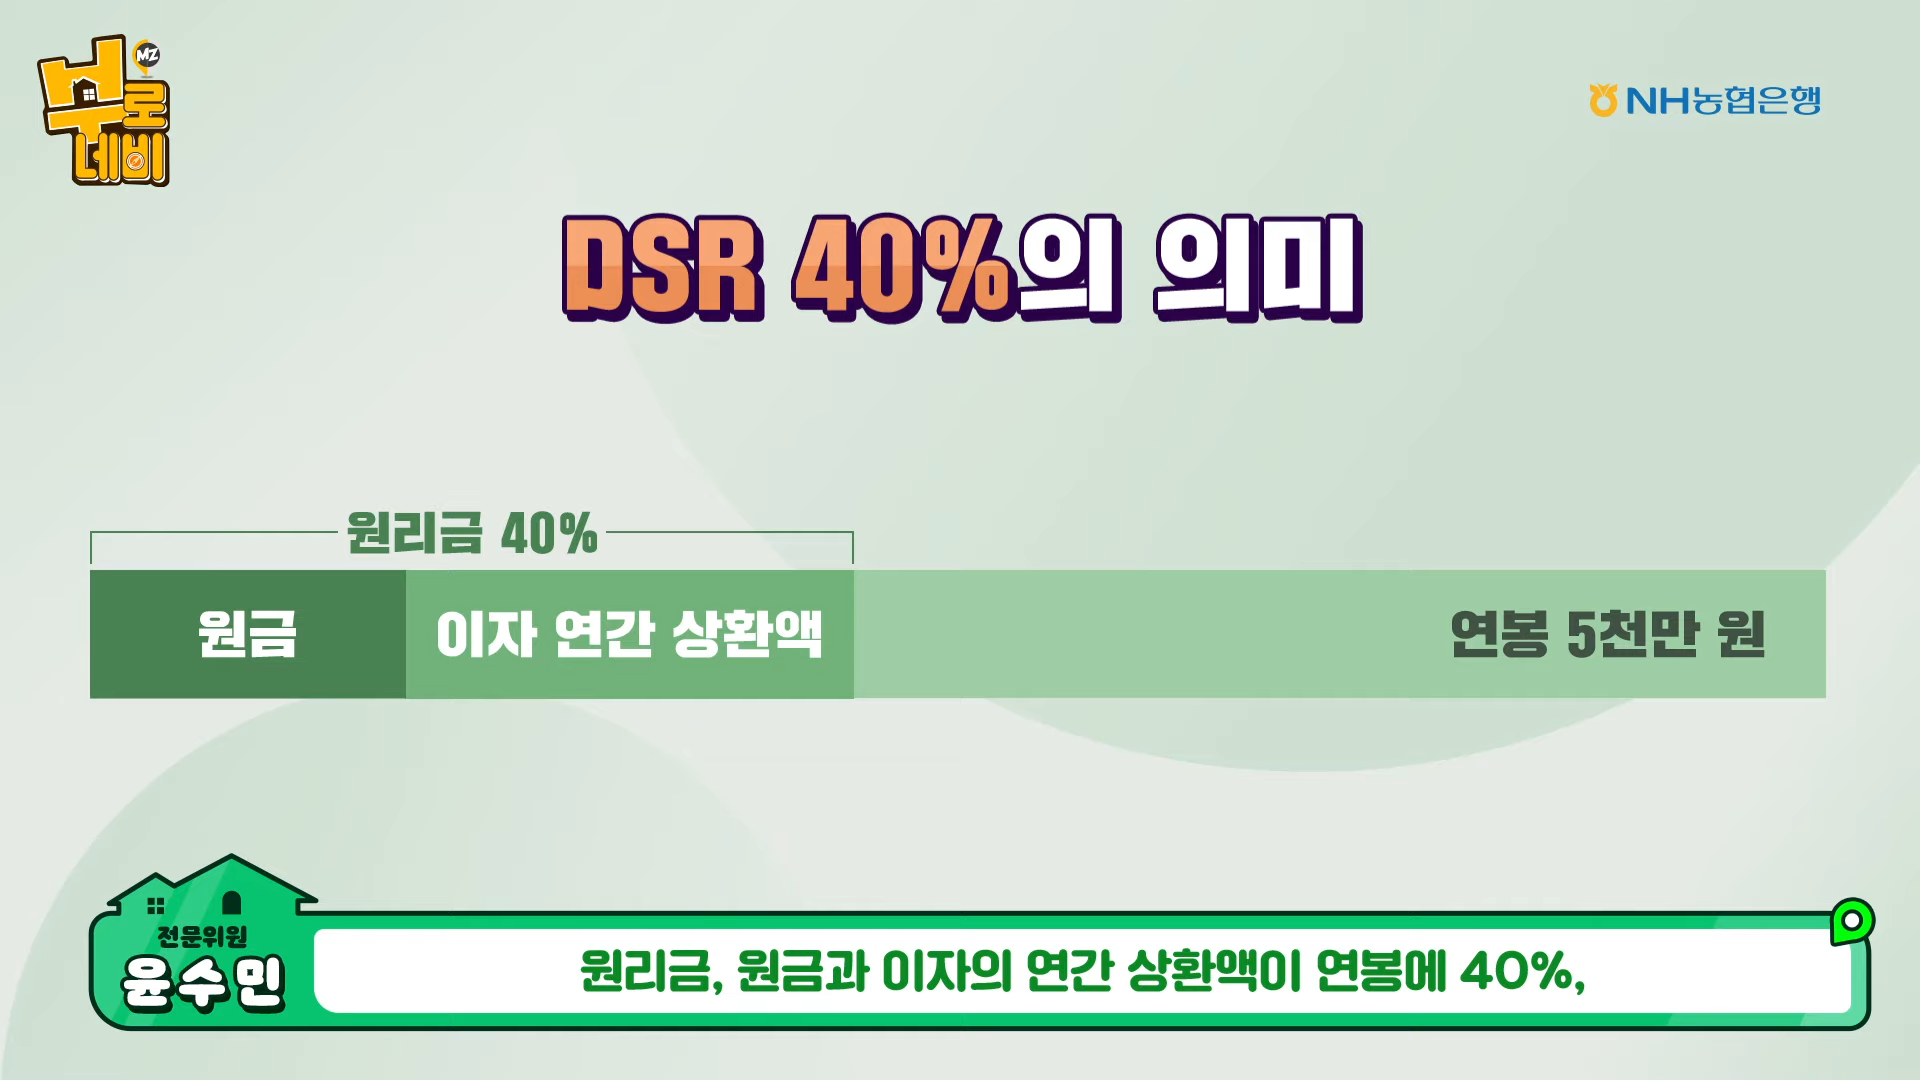 부로
MZ
네비
NH농협은행
DSR 40%의 의미
원리금 40%
원금
이자 연간 상환액
연봉 5천만 원
전문위원
윤수민
원리금, 원금과 이자의 연간 상환액이 연봉에 40%,